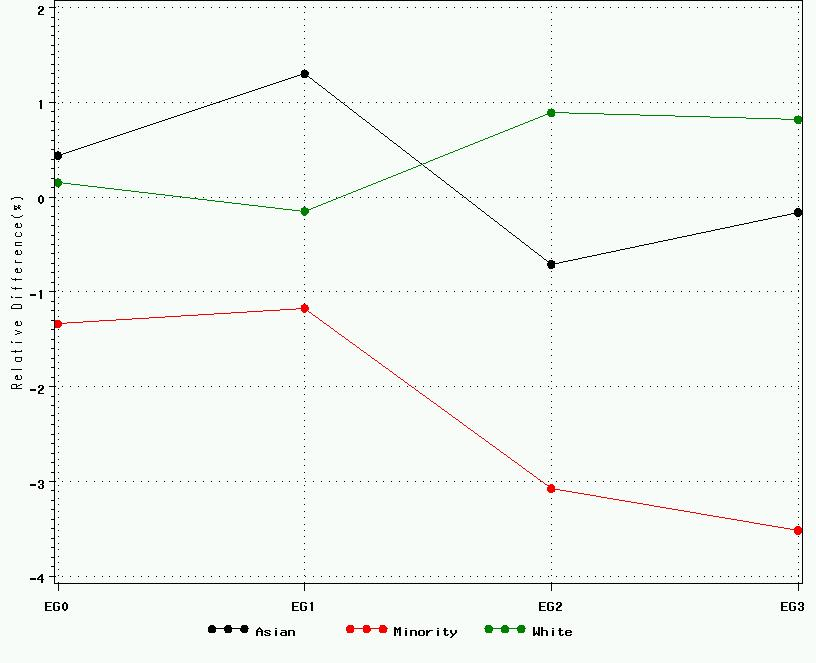 2
1
0
-1
-2
-3
-4
Relative Difference(%)
EG0 EG1 EG2 EG3
Asian Minority White